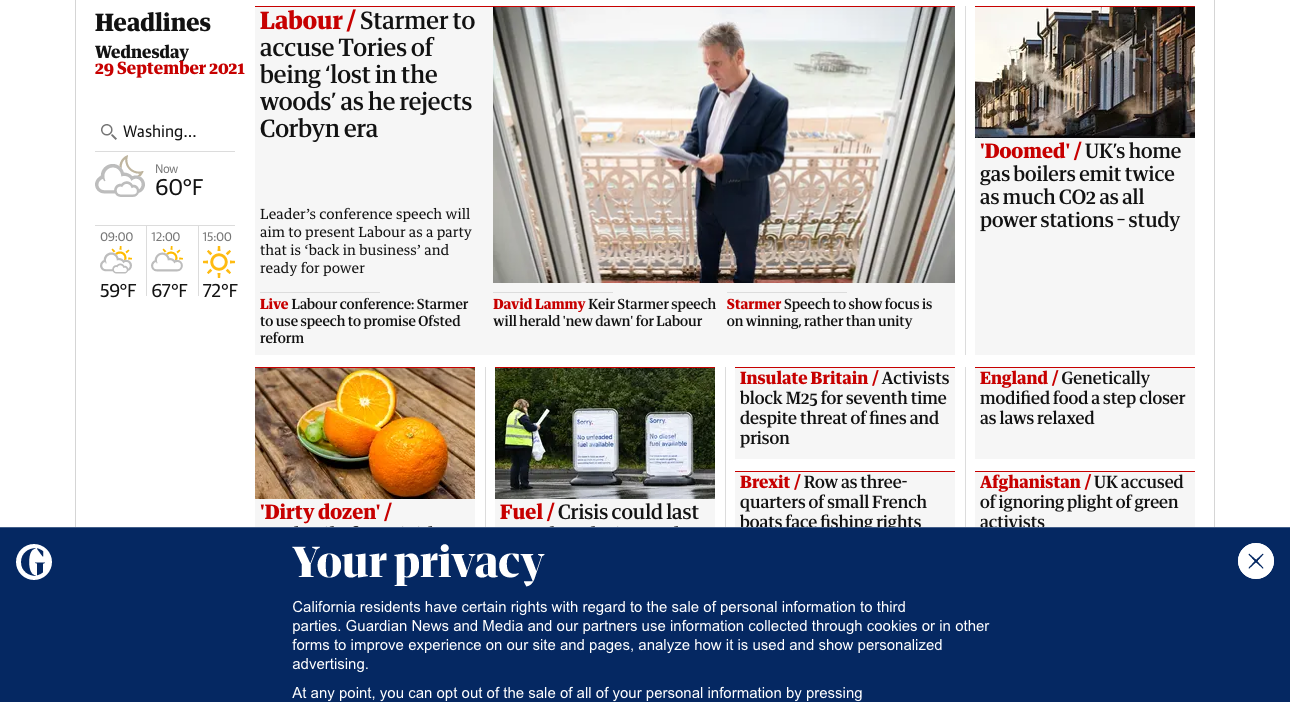 Headlines
Wednesday
29 September 2021
Washing...
Now
60°F
09:00
12:00
15:00
59°F
67°F
72°F
Labour / Starmer to
accuse Tories of
being ‘lost in the
woods’ as he rejects
Corbyn era
Leader’s conference speech will
aim to present Labour as a party
that is ‘back in business’ and
ready for power
Live Labour conference: Starmer
to use speech to promise Ofsted
reform
David Lammy Keir Starmer speech
will herald 'new dawn' for Labour
Starmer Speech to show focus is
on winning, rather than unity
'Doomed' / UK’s home
gas boilers emit twice
as much CO2 as all
power stations – study
'Dirty dozen' /
Sorry.
No unleaded
fuel available
Sorry.
No diesel
fuel available
Fuel / Crisis could last
Insulate Britain / Activists
block M25 for seventh time
despite threat of fines and
prison
Brexit / Row as three-
quarters of small French
boats face fishing rights
England / Genetically
modified food a step closer
as laws relaxed
Afghanistan / UK accused
of ignoring plight of green
activists
G
Your privacy
California residents have certain rights with regard to the sale of personal information to third
parties. Guardian News and Media and our partners use information collected through cookies or in other
forms to improve experience on our site and pages, analyze how it is used and show personalized
advertising.
At any point, you can opt out of the sale of all of your personal information by pressing